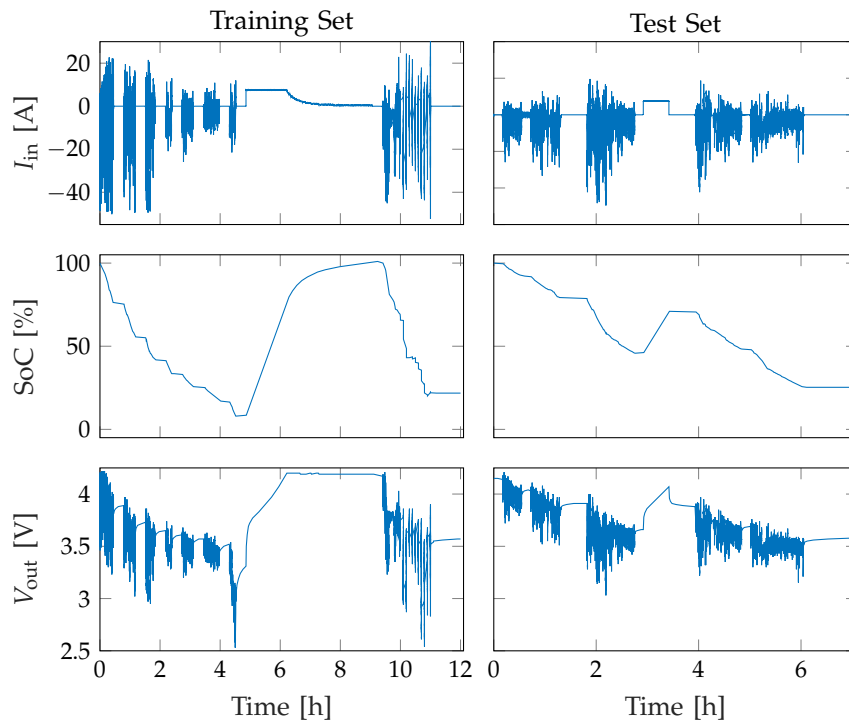 Training Set
Test Set
20
0
−20
−40
I_in [A]
100
50
0
SoC [%]
4
3.5
3
2.5
V_out [V]
0 2 4 6 8 10 12
0 2 4 6
Time [h]
Time [h]